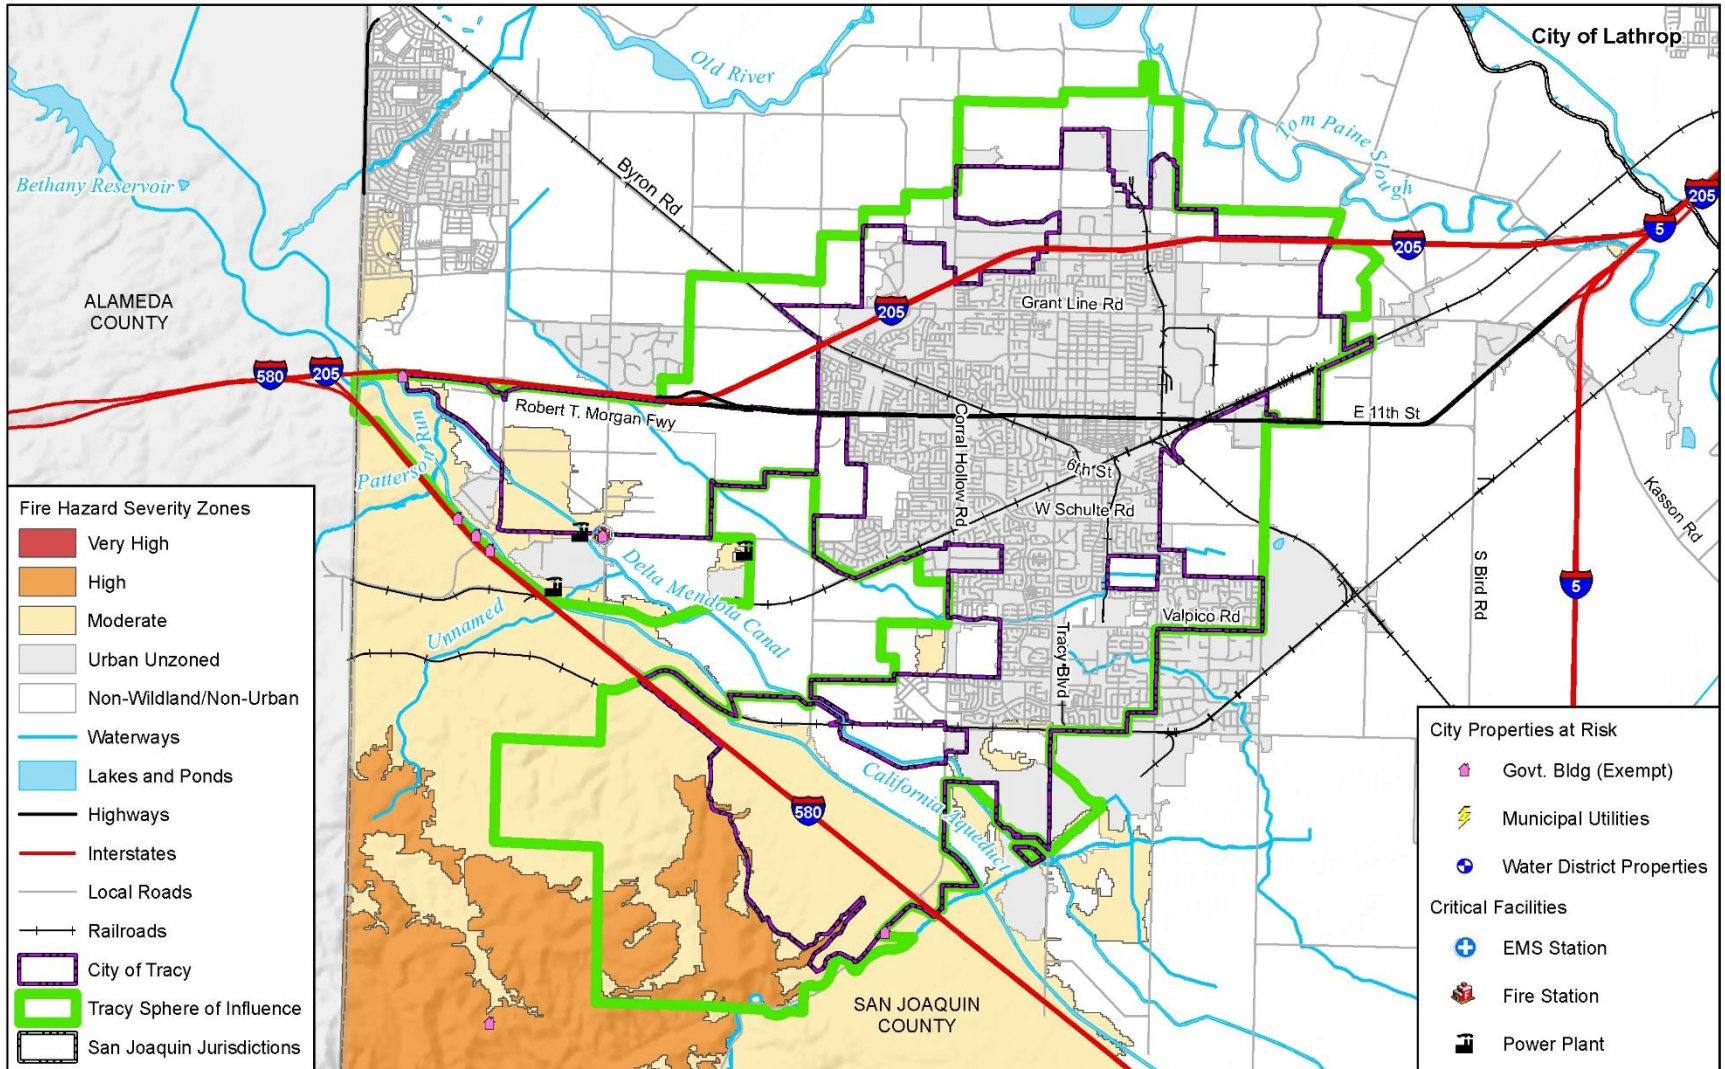 City of Lathrop
Old River
Tom Paine Slough
Byron Rd
Bethany Reservoir
205
5
205
ALAMEDA
COUNTY
205
Grant Line Rd
580
205
Robert T. Morgan Fwy
Corral Hollow Rd
E 11th St
Patterson Run
6th St
W Schulte Rd
Kasson Rd
S Bird Rd
5
Delta Mendota Canal
Unnamed
Valpico Rd
Tracy Blvd
580
California Aqueduct
SAN JOAQUIN
COUNTY
Fire Hazard Severity Zones
Very High
High
Moderate
Urban Unzoned
Non-Wildland/Non-Urban
Waterways
Lakes and Ponds
Highways
Interstates
Local Roads
Railroads
City of Tracy
Tracy Sphere of Influence
San Joaquin Jurisdictions
City Properties at Risk
Govt. Bldg (Exempt)
Municipal Utilities
Water District Properties
Critical Facilities
EMS Station
Fire Station
Power Plant